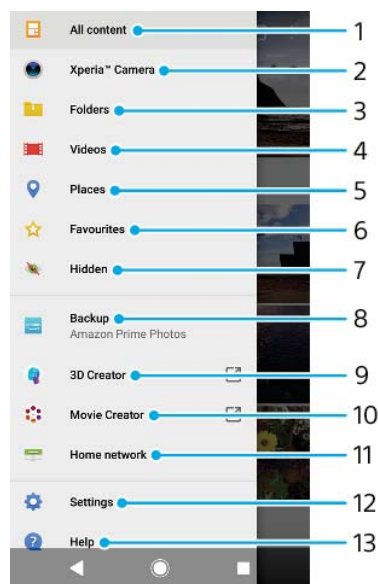 All content 1
Xperia™ Camera 2
Folders 3
Videos 4
Places 5
Favourites 6
Hidden 7
Backup 8
Amazon Prime Photos
3D Creator 9
Movie Creator 10
Home network 11
Settings 12
Help 13